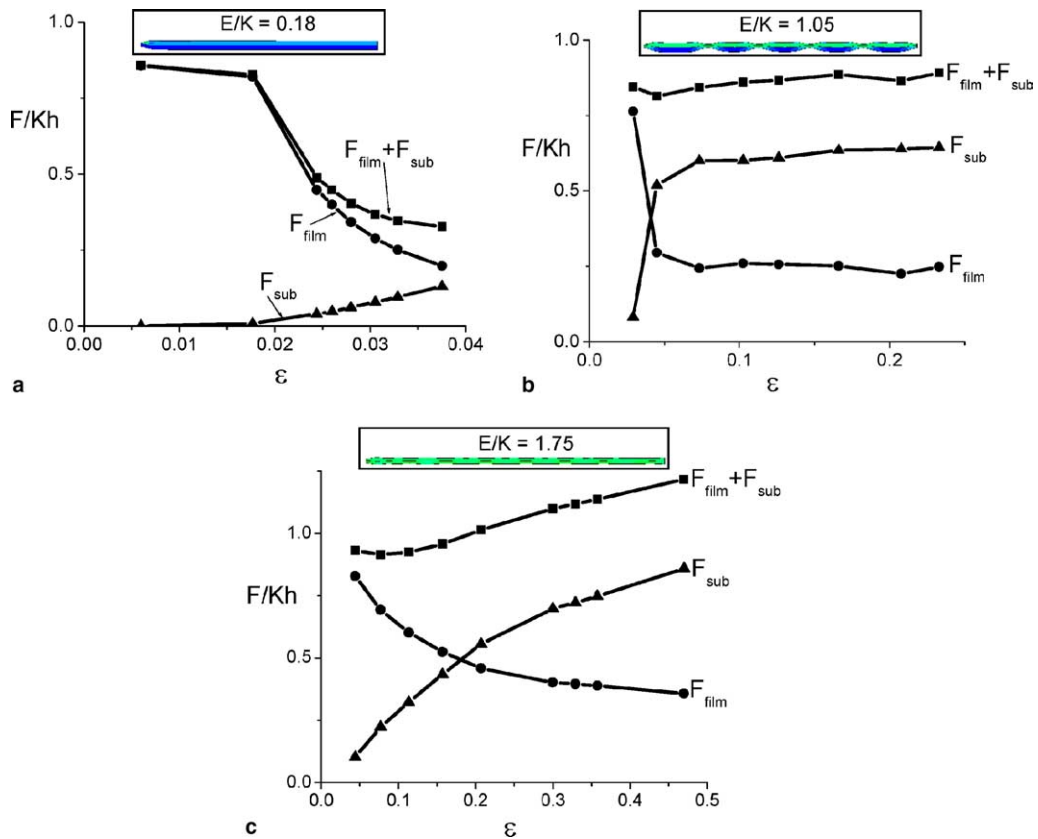 E/K = 0.18
1.0
F/Kh
0.5
0.0
F_film+F_sub
F_film
F_sub
0.00 0.01 0.02 0.03 0.04
ε
a
E/K = 1.05
1.0
F/Kh
0.5
0.0
F_film+F_sub
F_sub
F_film
0.0 0.1 0.2
ε
b
E/K = 1.75
1.0
F/Kh
0.5
0.0
F_film+F_sub
F_sub
F_film
0.0 0.1 0.2 0.3 0.4 0.5
ε
c